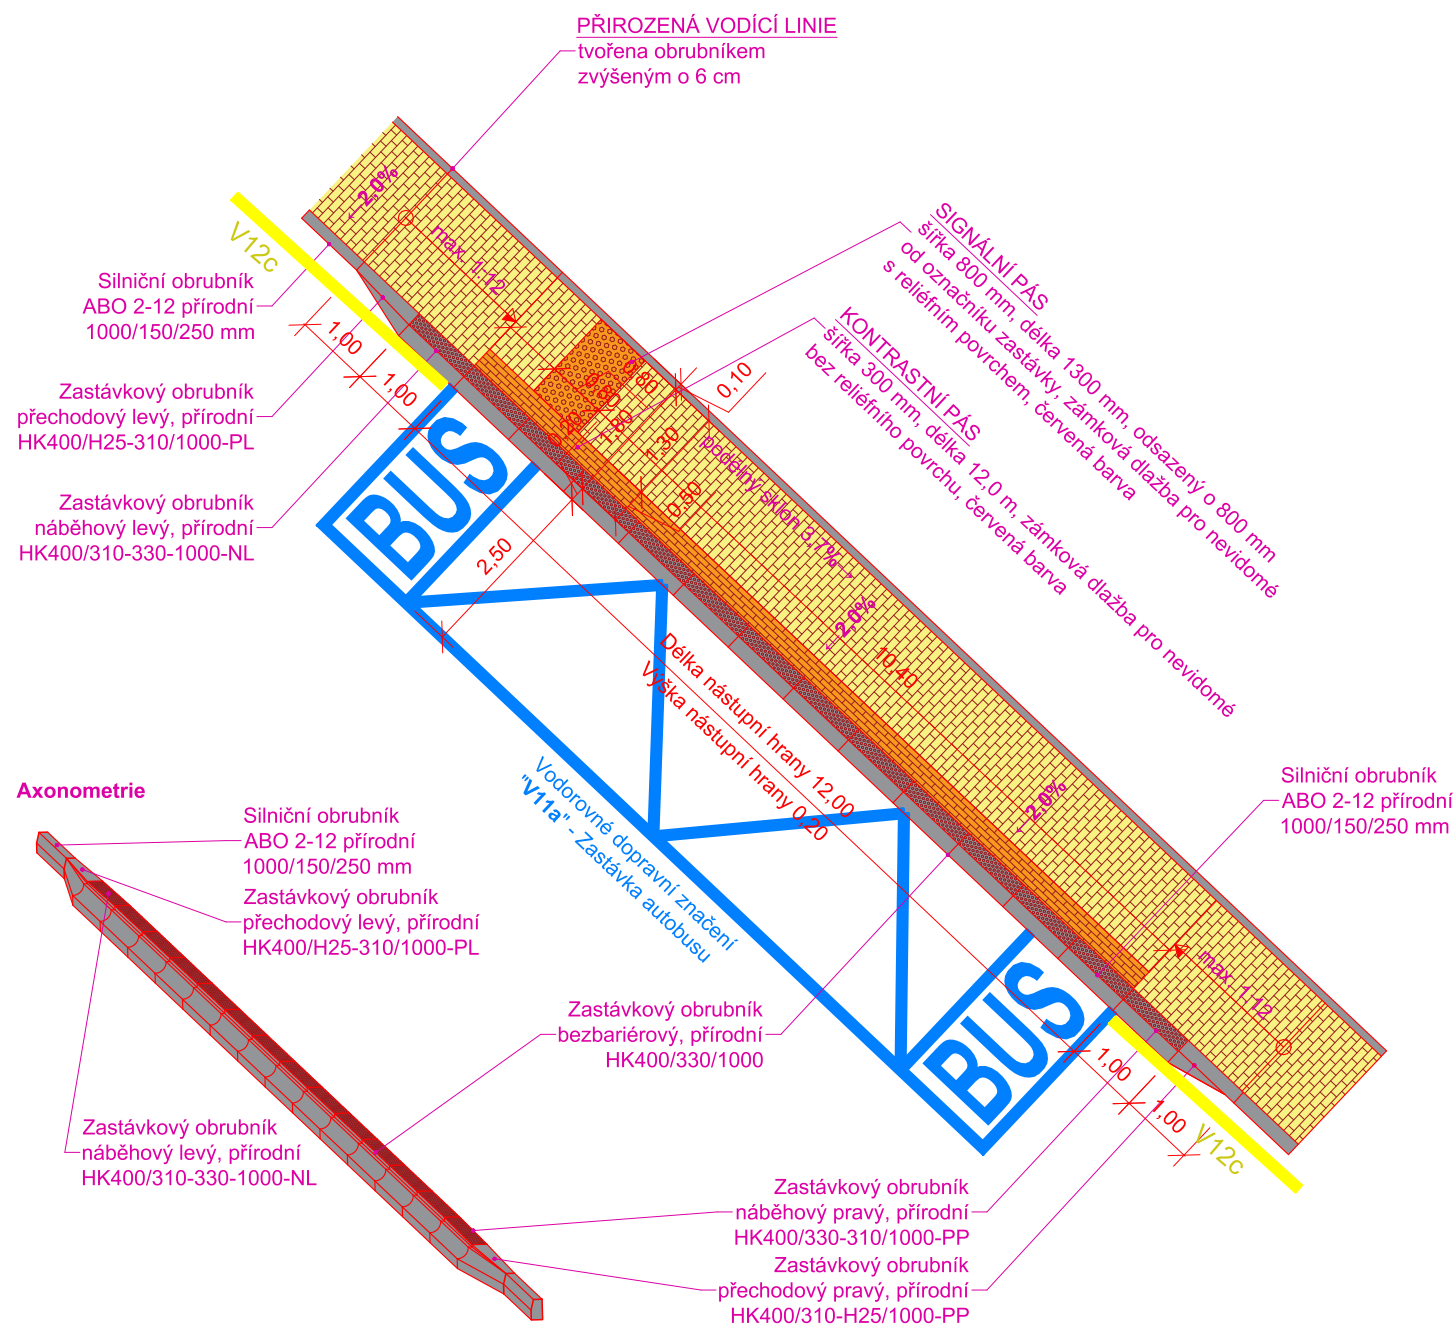 PŘIROZENÁ VODÍCÍ LINIE
tvořena obrubníkem
zvýšeným o 6 cm
2,0%
max. 1:12
V12c
Silniční obrubník
ABO 2-12 přírodní
1000/150/250 mm
Zastávkový obrubník
přechodový levý, přírodní
HK400/H25-310/1000-PL
Zastávkový obrubník
náběhový levý, přírodní
HK400/310-330-1000-NL
1,00
1,00
SIGNÁLNÍ PÁS
šířka 800 mm, délka 1300 mm, odsazený o 800 mm
od označníku zastávky, zámková dlažba pro nevidomé
s reliéfním povrchem, červená barva
KONTRASTNÍ PÁS
šířka 300 mm, délka 12,0 m, zámková dlažba pro nevidomé
bez reliéfního povrchu, červená barva
0,10
0,80
1,80
1,30
0,50
podélný sklon 3,7%
2,50
BUS
2,0%
10,40
Délka nástupní hrany 12,00
Výška nástupní hrany 0,20
Vodorovné dopravní značení
"V11a" - Zastávka autobusu
2,0%
max. 1:12
Silniční obrubník
ABO 2-12 přírodní
1000/150/250 mm
BUS
1,00
1,00
V12c
Axonometrie
Silniční obrubník
ABO 2-12 přírodní
1000/150/250 mm
Zastávkový obrubník
přechodový levý, přírodní
HK400/H25-310/1000-PL
Zastávkový obrubník
bezbariérový, přírodní
HK400/330/1000
Zastávkový obrubník
náběhový levý, přírodní
HK400/310-330-1000-NL
Zastávkový obrubník
náběhový pravý, přírodní
HK400/330-310/1000-PP
Zastávkový obrubník
přechodový pravý, přírodní
HK400/310-H25/1000-PP